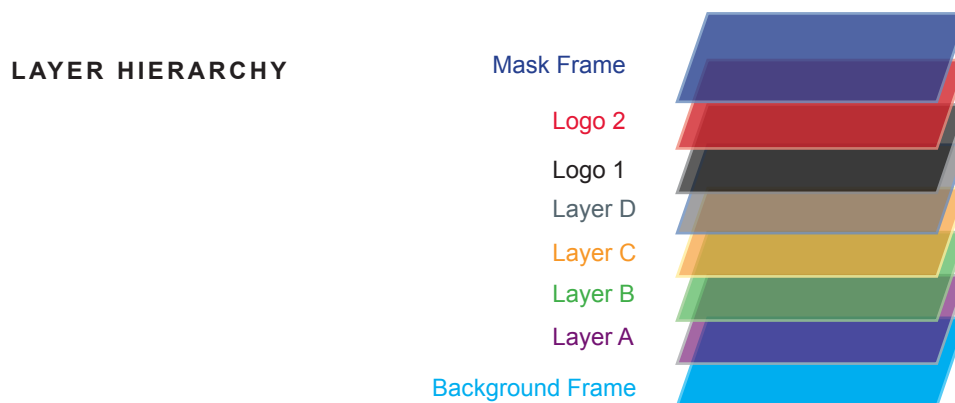 LAYER HIERARCHY
Mask Frame
Logo 2
Logo 1
Layer D
Layer C
Layer B
Layer A
Background Frame